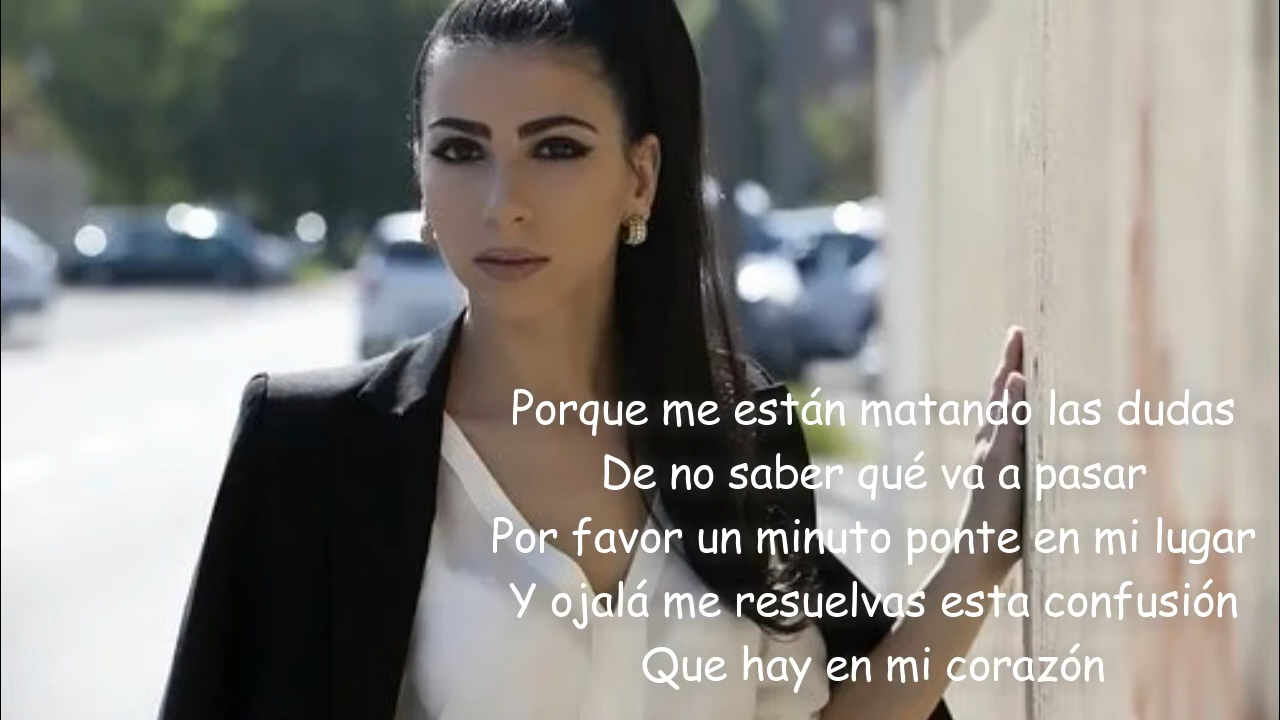 Porque me están matando las dudas
De no saber qué va a pasar
Por favor un minuto ponte en mi lugar
Y ojalá me resuelvas esta confusión
Que hay en mi corazón